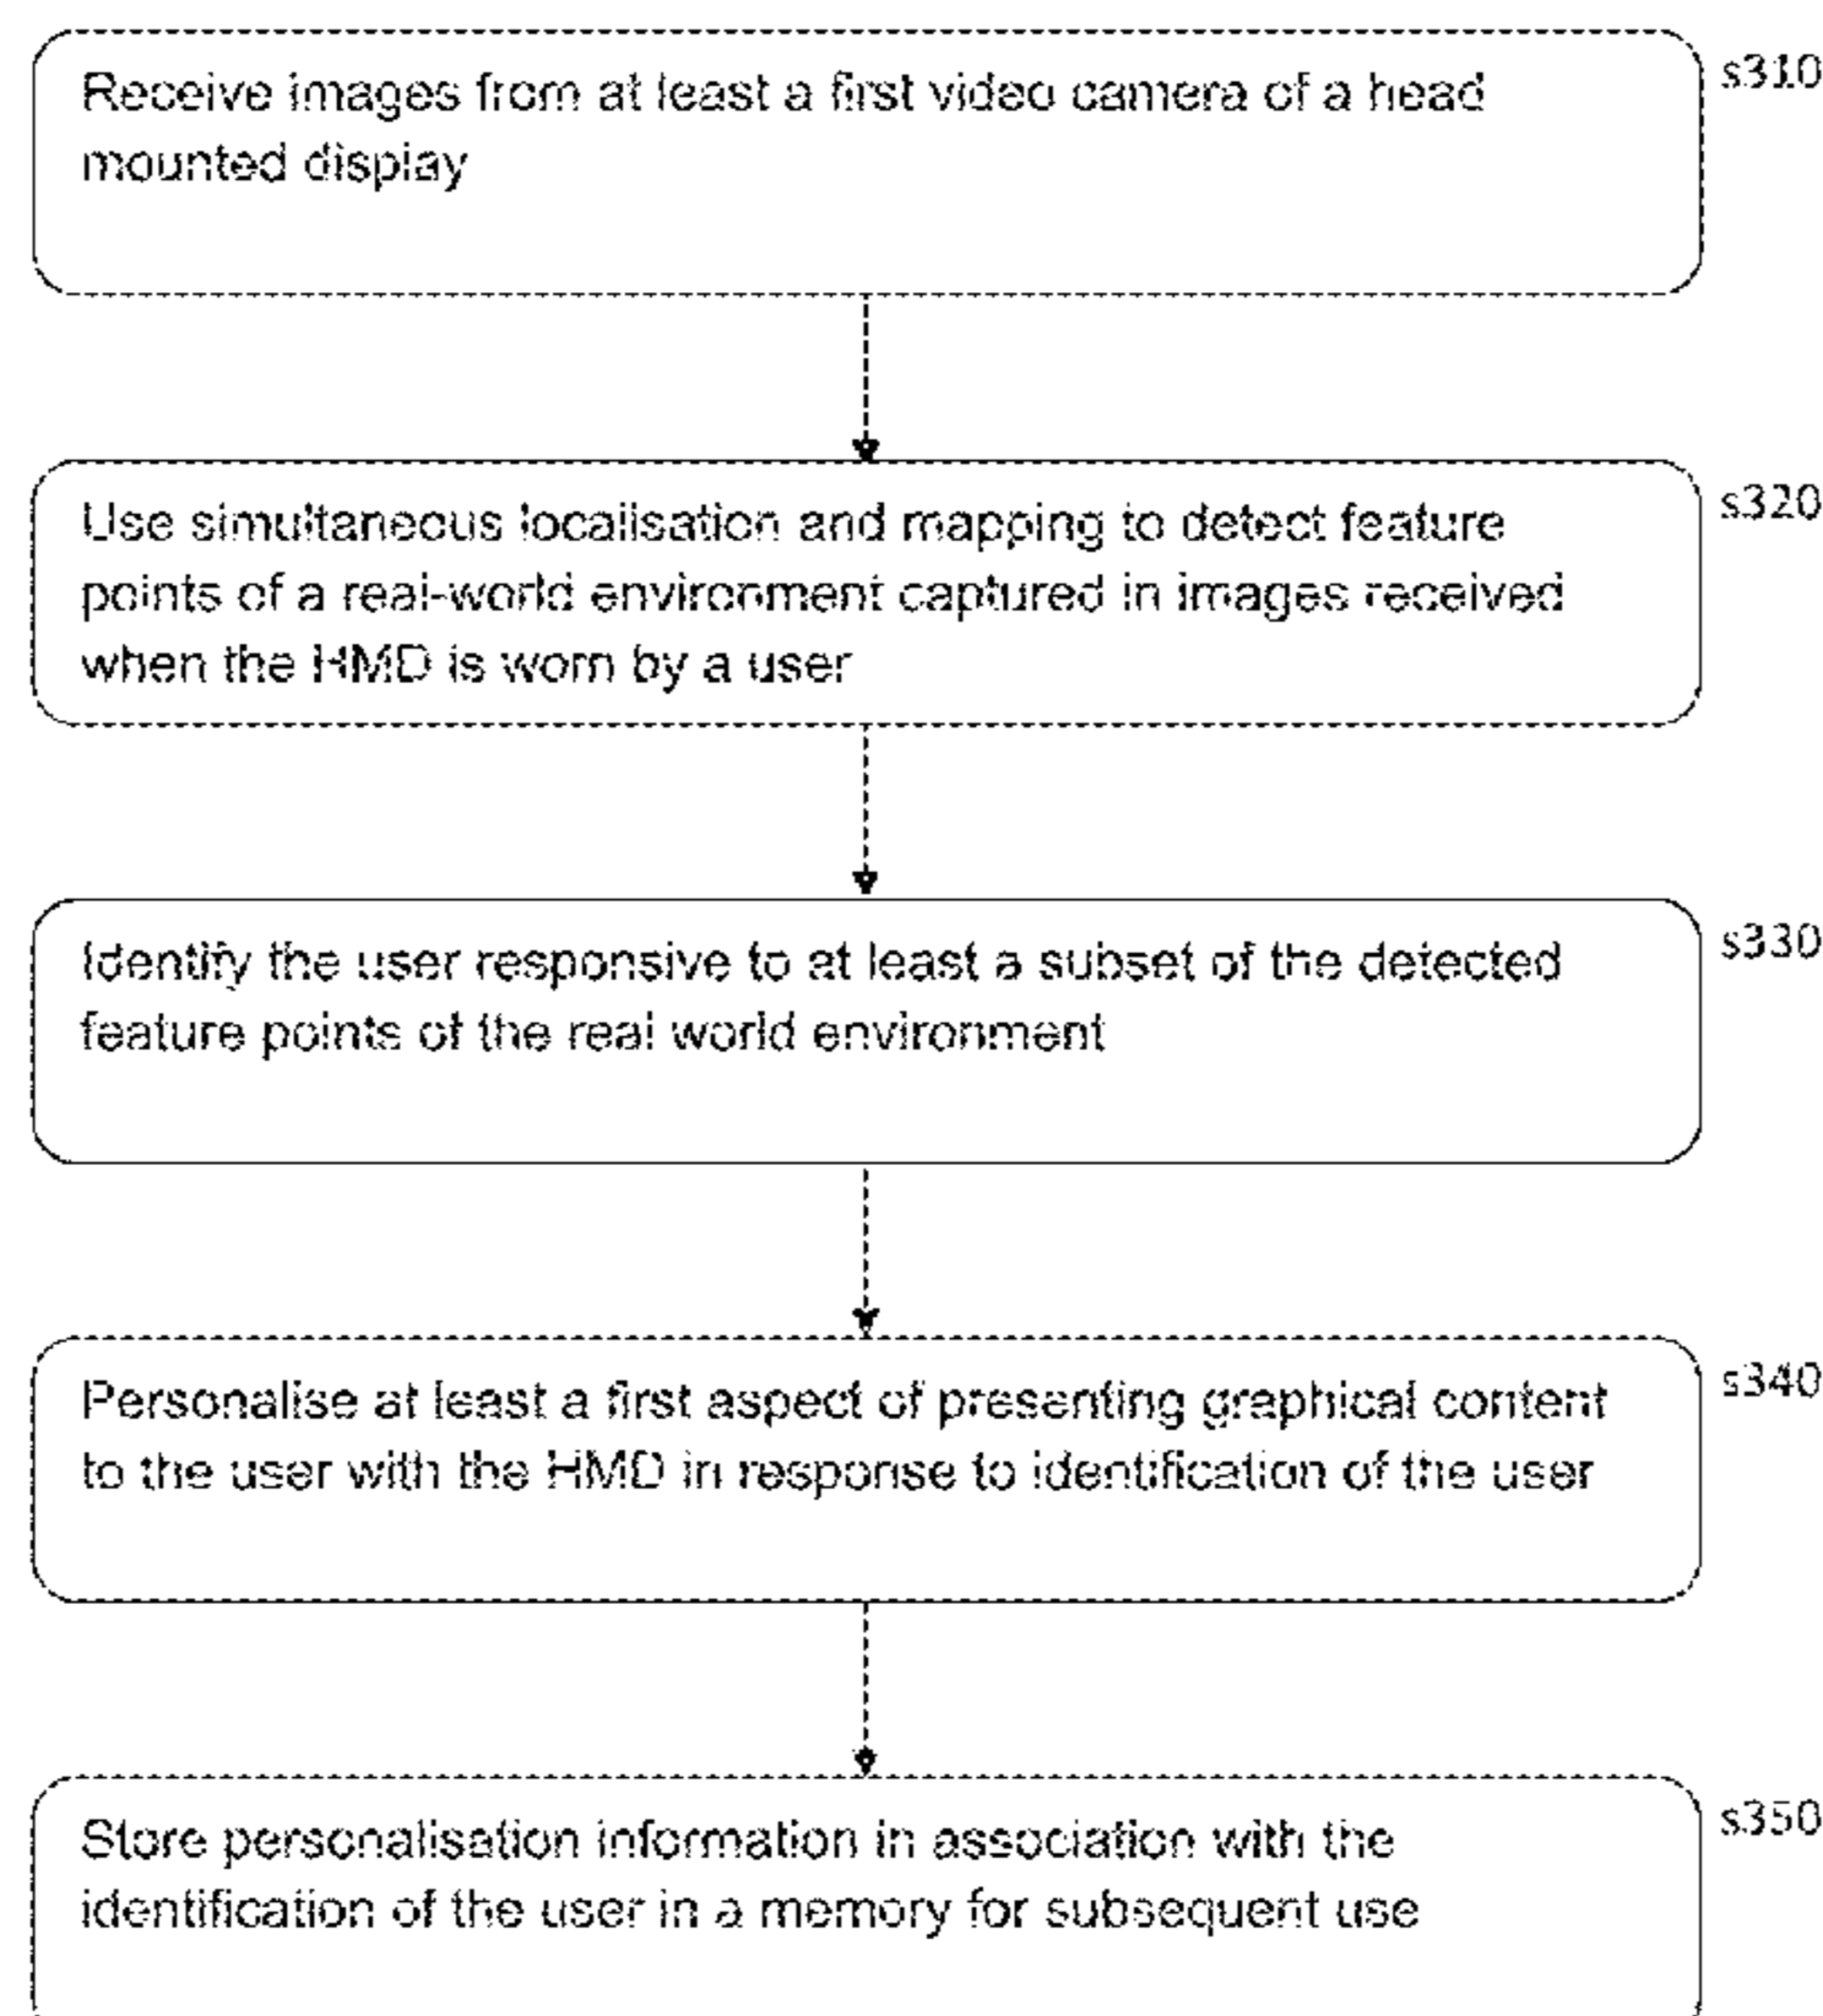 Receive images from at least a first video camera of a head
mounted display
s310
Use simultaneous localisation and mapping to detect feature
points of a real-world environment captured in images received
when the HMD is worn by a user
s320
Identify the user responsive to at least a subset of the detected
feature points of the real world environment
s330
Personalise at least a first aspect of presenting graphical content
to the user with the HMD in response to identification of the user
s340
Store personalisation information in association with the
identification of the user in a memory for subsequent use
s350